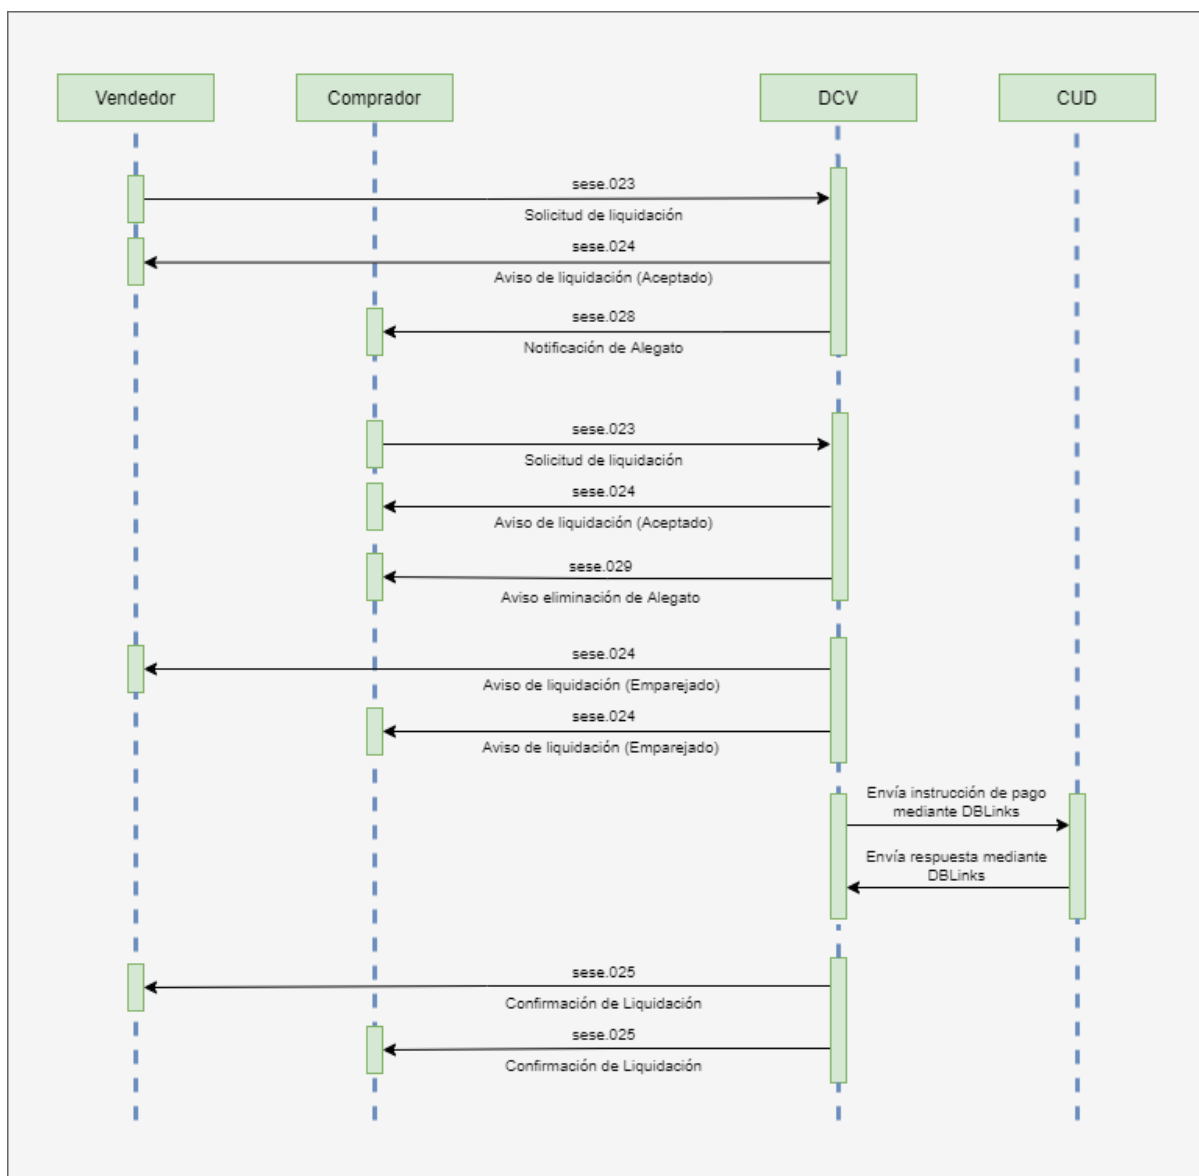 Vendedor
Comprador
DCV
CUD
sese.023
Solicitud de liquidación
sese.024
Aviso de liquidación (Aceptado)
sese.028
Notificación de Alegato
sese.023
Solicitud de liquidación
sese.024
Aviso de liquidación (Aceptado)
sese.029
Aviso eliminación de Alegato
sese.024
Aviso de liquidación (Emparejado)
sese.024
Aviso de liquidación (Emparejado)
Envía instrucción de pago
mediante DBLinks
Envía respuesta mediante
DBLinks
sese.025
Confirmación de Liquidación
sese.025
Confirmación de Liquidación